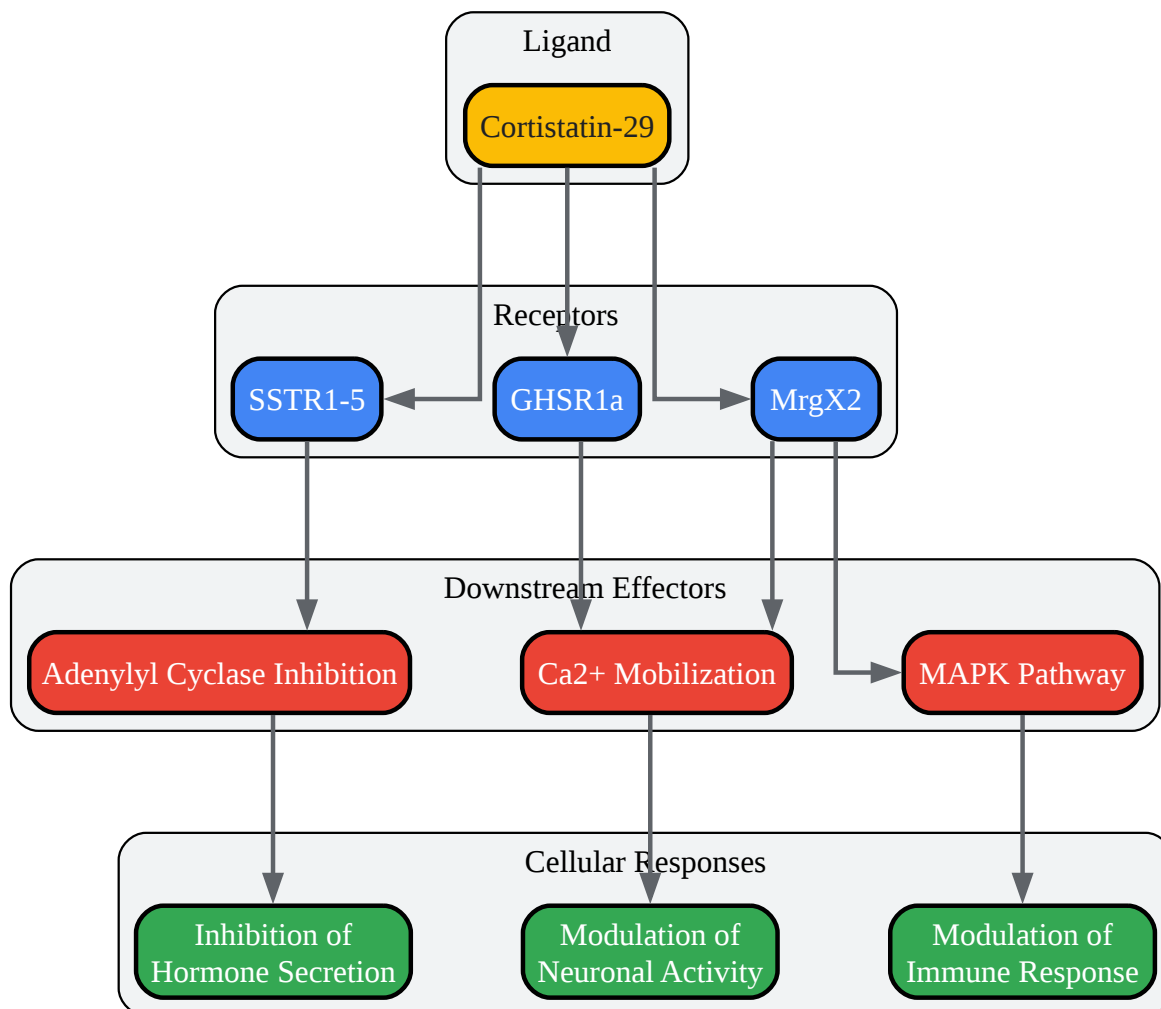 Ligand
Cortistatin-29
Receptors
SSTR1-5
GHSR1a
MrgX2
Downstream Effectors
Adenylyl Cyclase Inhibition
Ca2+ Mobilization
MAPK Pathway
Cellular Responses
Inhibition of
Hormone Secretion
Modulation of
Neuronal Activity
Modulation of
Immune Response